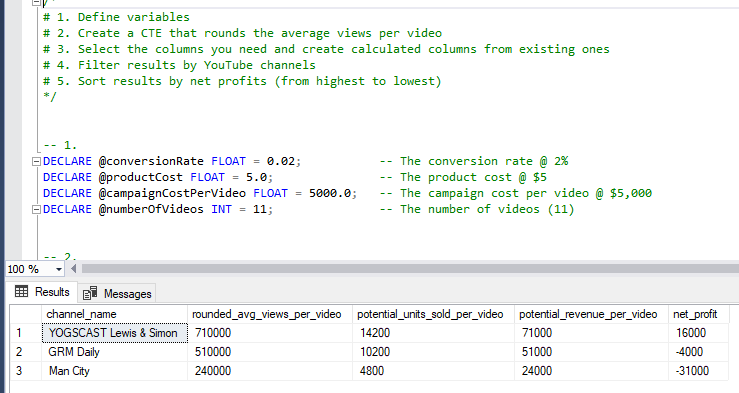 /*
# 1. Define variables
# 2. Create a CTE that rounds the average views per video
# 3. Select the columns you need and create calculated columns from existing ones
# 4. Filter results by YouTube channels
# 5. Sort results by net profits (from highest to lowest)
*/
-- 1.
DECLARE @conversionRate FLOAT = 0.02; -- The conversion rate @ 2%
DECLARE @productCost FLOAT = 5.0; -- The product cost @ $5
DECLARE @campaignCostPerVideo FLOAT = 5000.0; -- The campaign cost per video @ $5,000
DECLARE @numberOfVideos INT = 11; -- The number of videos (11)
-- 2.
100 %
Results Messages
channel_name rounded_avg_views_per_video potential_units_sold_per_video potential_revenue_per_video net_profit
1 YOGSCAST Lewis & Simon 710000 14200 71000 16000
2 GRM Daily 510000 10200 51000 -4000
3 Man City 240000 4800 24000 -31000